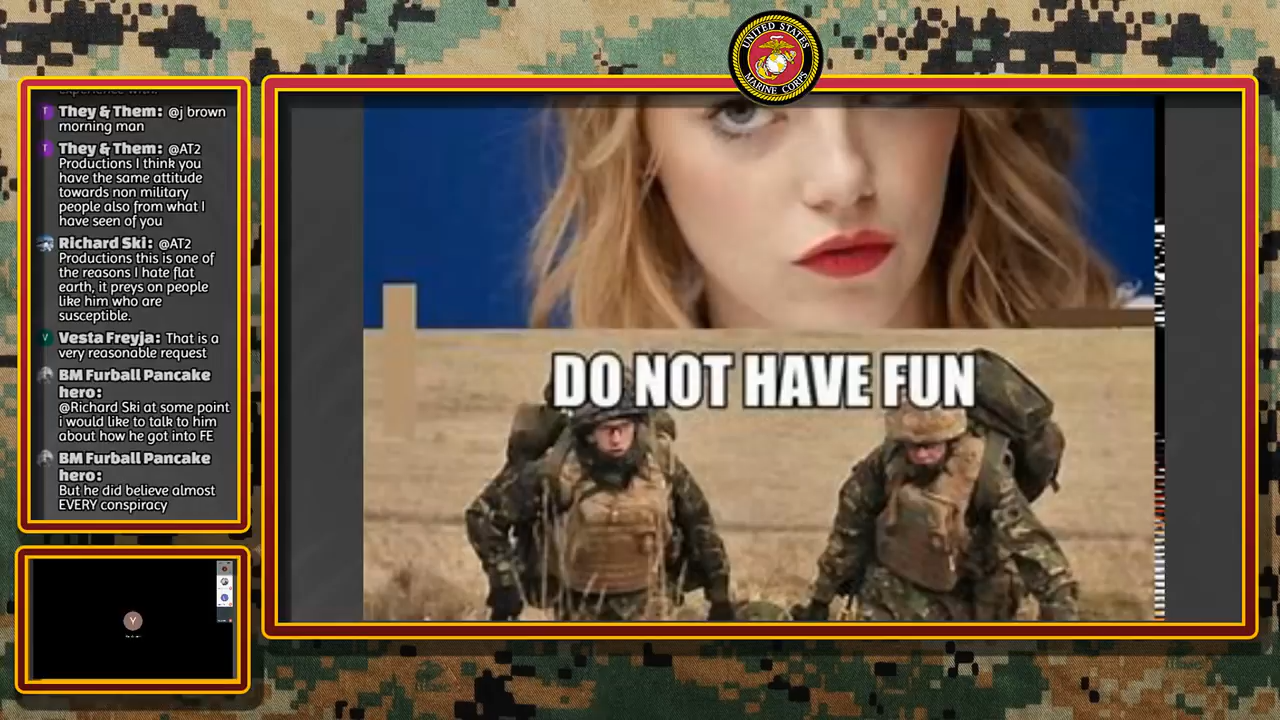 UNITED STATES
MARINE CORPS
experience with.
They & Them: @j brown
morning man
They & Them: @AT2
Productions I think you
have the same attitude
towards non military
people also from what I
have seen of you
Richard Ski: @AT2
Productions this is one of
the reasons I hate flat
earth, it preys on people
like him who are
susceptible.
Vesta Freyja: That is a
very reasonable request
BM Furball Pancake
hero:
@Richard Ski at some point
i would like to talk to him
about how he got into FE
BM Furball Pancake
hero:
But he did believe almost
EVERY conspiracy
DO NOT HAVE FUN
Y